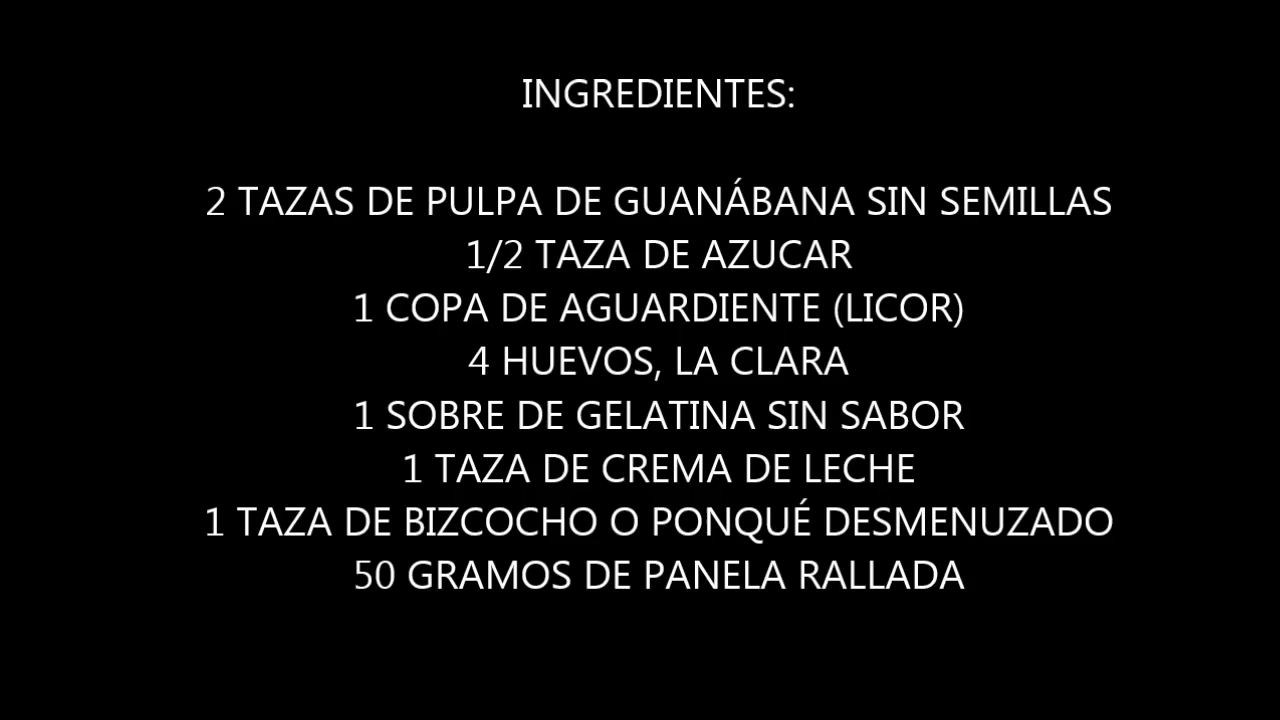 INGREDIENTES:
2 TAZAS DE PULPA DE GUANÁBANA SIN SEMILLAS
1/2 TAZA DE AZUCAR
1 COPA DE AGUARDIENTE (LICOR)
4 HUEVOS, LA CLARA
1 SOBRE DE GELATINA SIN SABOR
1 TAZA DE CREMA DE LECHE
1 TAZA DE BIZCOCHO O PONQUÉ DESMENUZADO
50 GRAMOS DE PANELA RALLADA